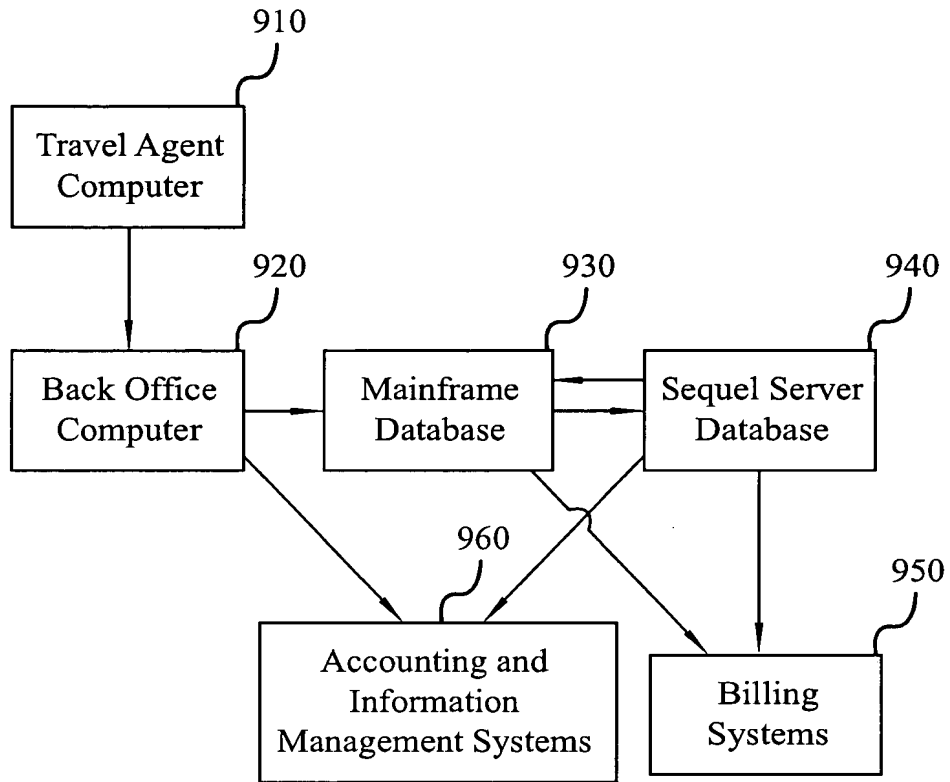 910
Travel Agent
Computer
920
930
940
Back Office
Computer
Mainframe
Database
Sequel Server
Database
960
950
Accounting and
Information
Management Systems
Billing
Systems